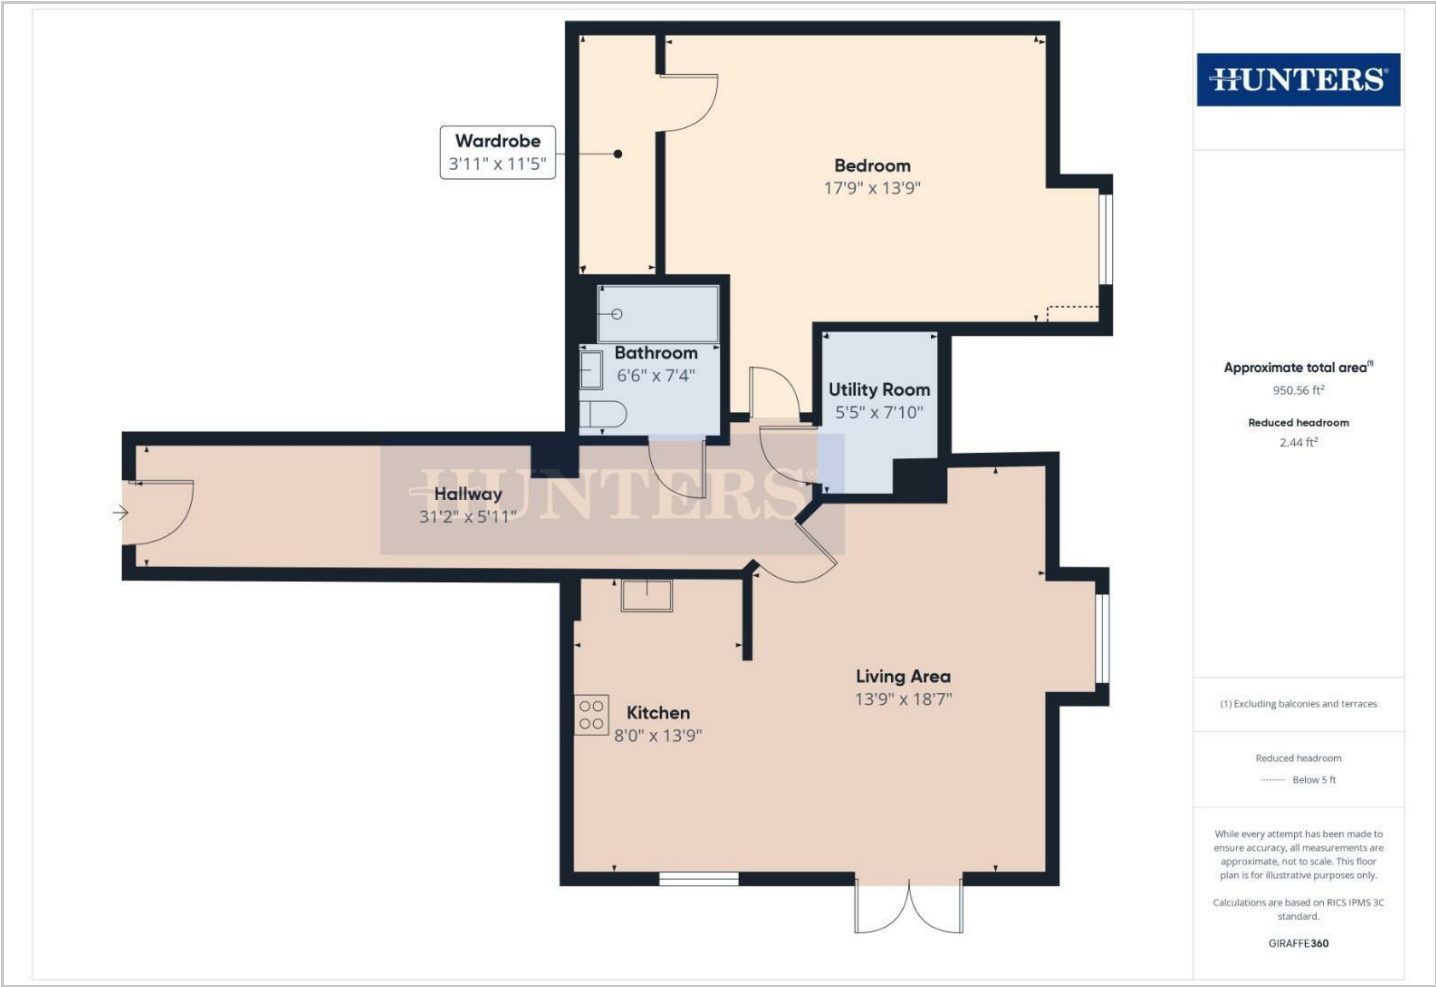 Wardrobe
3'11" x 11'5"
Bedroom
17'9" x 13'9"
Bathroom
6'6" x 7'4"
Utility Room
5'5" x 7'10"
HUNTERS®
Hallway
31'2" x 5'11"
Living Area
13'9" x 18'7"
Kitchen
8'0" x 13'9"
HUNTERS®
Approximate total area(1)
950.56 ft²
Reduced headroom
2.44 ft²
(1) Excluding balconies and terraces
Reduced headroom
Below 5 ft
While every attempt has been made to
ensure accuracy, all measurements are
approximate, not to scale. This floor
plan is for illustrative purposes only.
Calculations are based on RICS IPMS 3C
standard.
GIRAFFE360